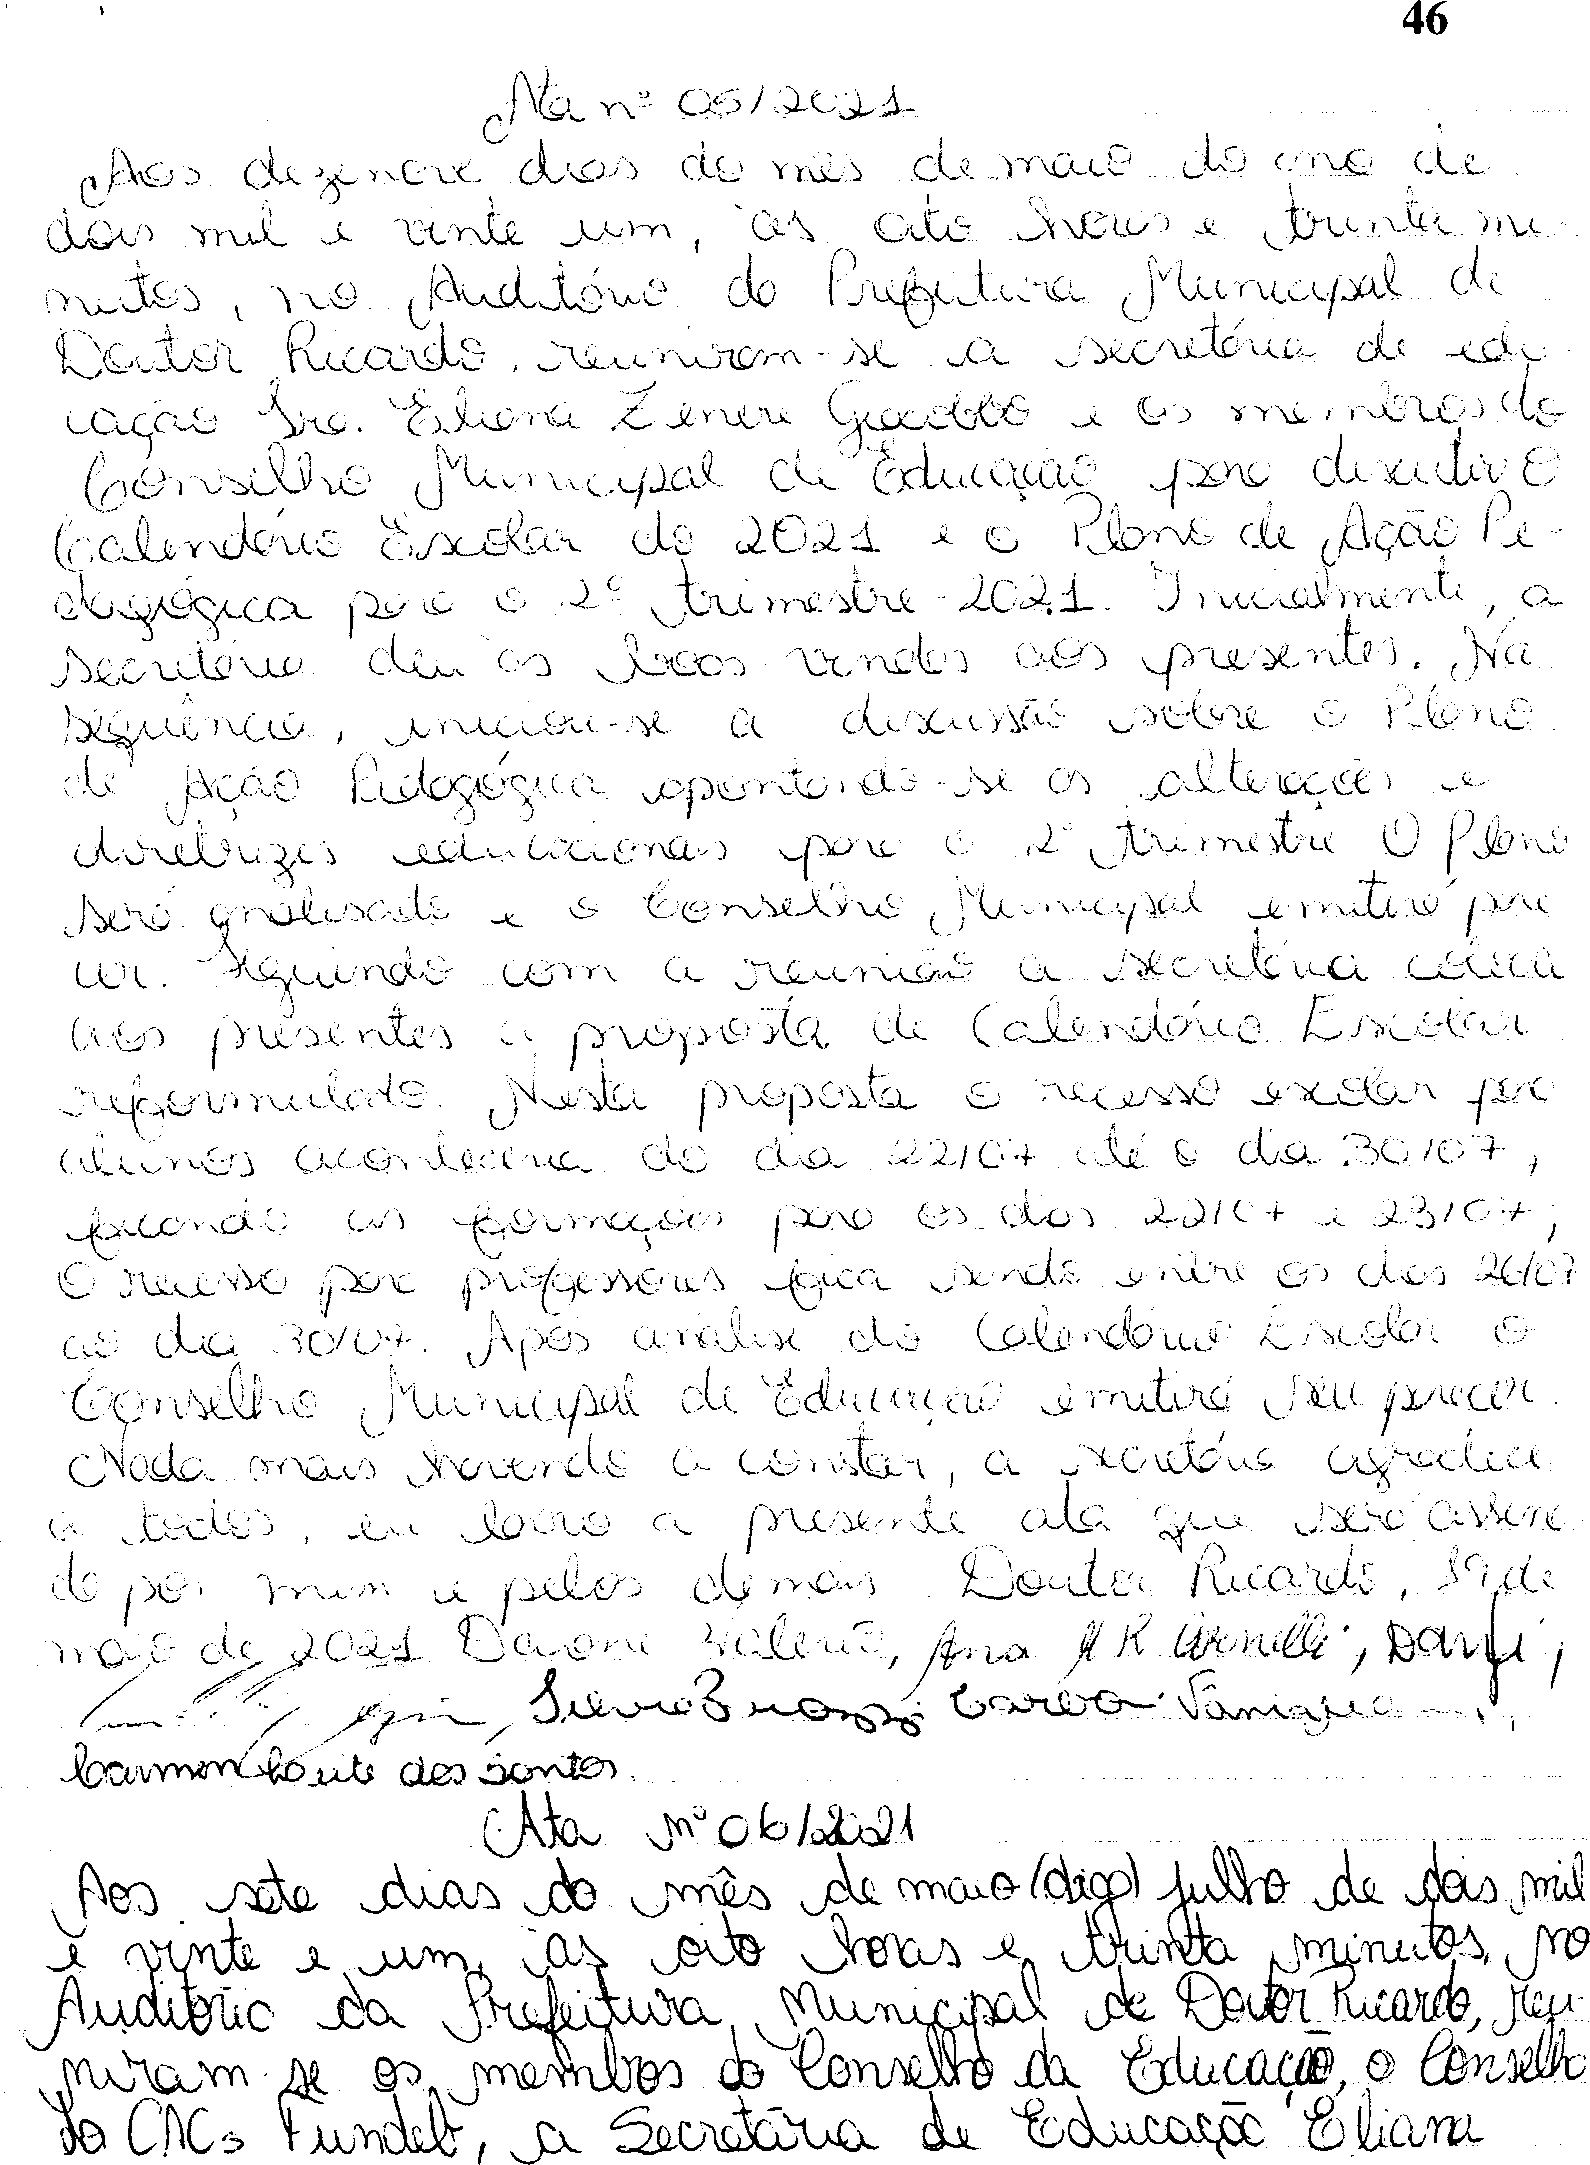 46
Ata nº 05/2021
Aos dezenove dias do mês de maio do ano de
dois mil e vinte um, às oito horas e trinta mi-
nutos, no Auditório da Prefeitura Municipal de
Doutor Ricardo, reuniram-se a secretária de edu-
cação Sra. Eliana Zenere Giacobbo e os membros do
Conselho Municipal de Educação para discutir o
Calendário Escolar do 2021 e o Plano de Ação Pe-
dagógica para o 2º trimestre - 2021. Inicialmente, a
secretária deu as boas vindas aos presentes. Na
sequência, iniciou-se a discussão sobre o Plano
de Ação Pedagógica apontando-se as alterações e
diretrizes educacionais para o 2º trimestre O Plano
será analisado e o Conselho Municipal emitirá pare
cer. Seguindo com a reunião a secretária coloca
aos presentes a proposta de Calendário Escolar
reformulado. Nesta proposta o recesso escolar para
alunos aconteceria do dia 22/07 até o dia 30/07,
ficando as formações para os dias 22/07 e 23/07,
O recesso para professores fica sendo entre os dias 26/07
ao dia 30/07. Após análise do Calendário Escolar o
Conselho Municipal de Educação emitirá seu parecer.
Nada mais havendo a constar, a secretária agradece
a todos, eu lavro a presente ata que será assina
da por mim e pelos demais. Doutor Ricardo, 19 de
maio de 2021 Daiane Valerio, Ana M R
Carmen Loute dos Santos.
Ata nº 06/2021
Aos sete dias do mês de maio (digo) julho de dois mil
e vinte e um, às oito horas e trinta minutos, no
Auditório da Prefeitura Municipal de Doutor Ricardo, reu-
niram-se os membros do Conselho da Educação, o Conselho
do CACs Fundeb, a Secretária de Educação Eliana